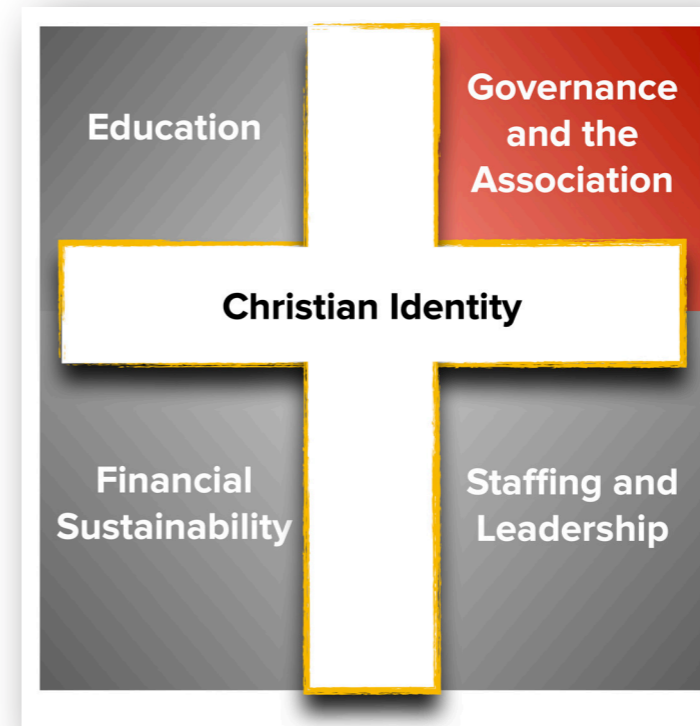 Education
Governance
and the
Association
Christian Identity
Financial
Sustainability
Staffing and
Leadership